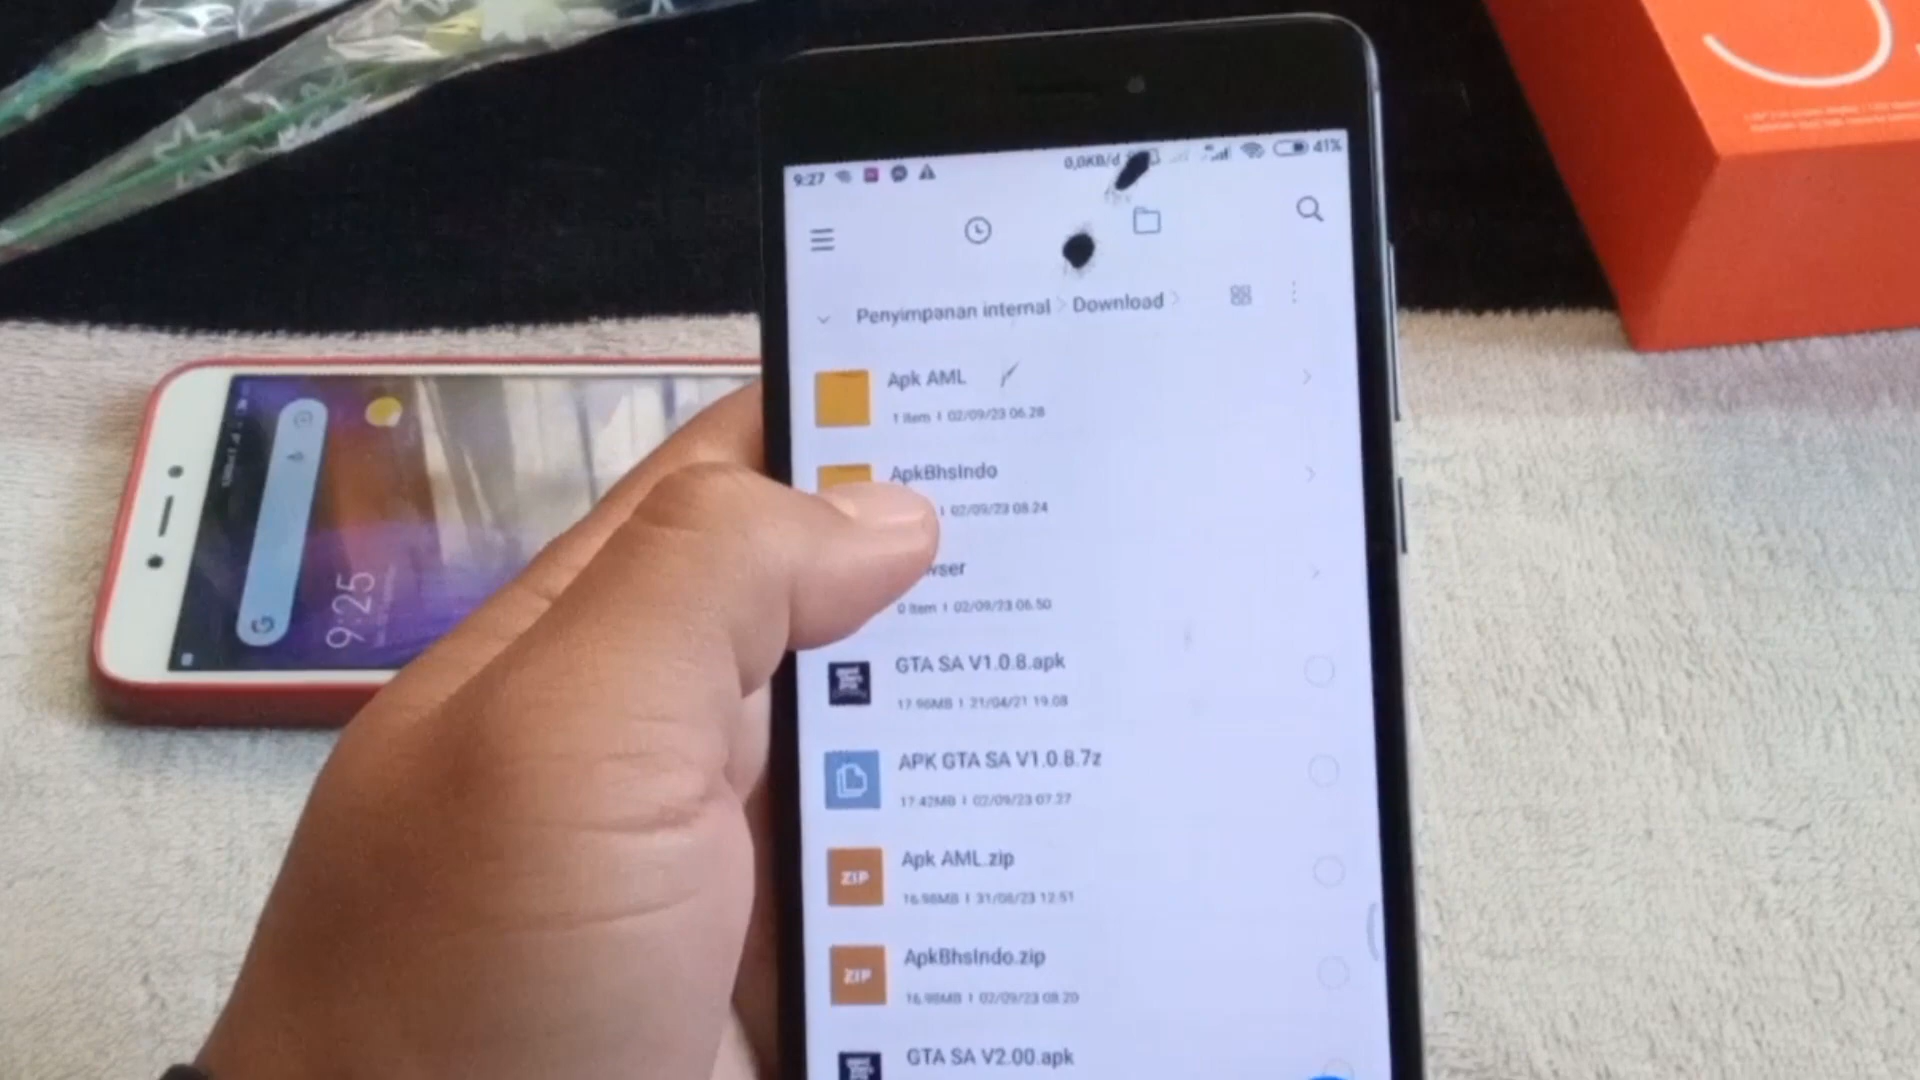 9:27
0,0KB/d
41%
Penyimpanan internal > Download >
Apk AML
1 item | 02/09/23 06.28
ApkBhsIndo
| 02/09/23 08.24
wser
0 item | 02/09/23 06.50
GTA SA V1.0.8.apk
17.96MB | 21/04/21 19.08
APK GTA SA V1.0.8.7z
17.42MB | 02/09/23 07.27
ZIP
Apk AML.zip
16.98MB | 31/08/23 12.51
ZIP
ApkBhsIndo.zip
16.98MB | 02/09/23 08.20
GTA SA V2.00.apk
G
9:25